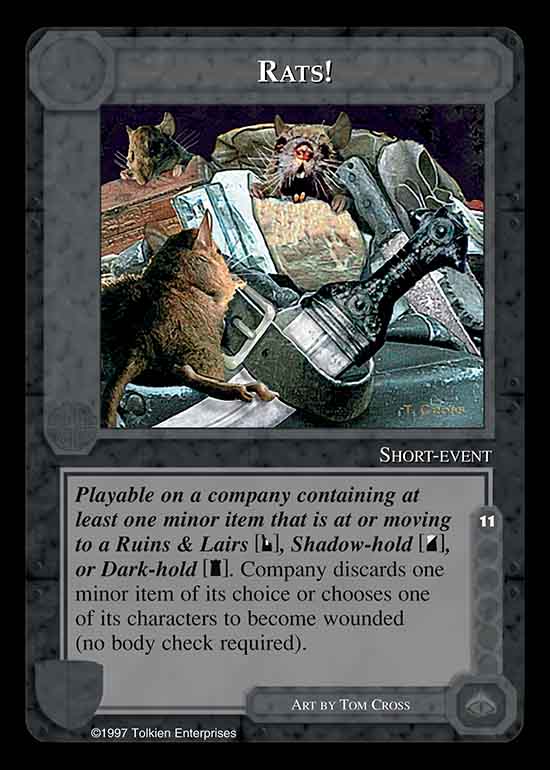 RATS!
T. CROSS
SHORT-EVENT
Playable on a company containing at
least one minor item that is at or moving
to a Ruins & Lairs [], Shadow-hold [],
or Dark-hold []. Company discards one
minor item of its choice or chooses one
of its characters to become wounded
(no body check required).
11
ART BY TOM CROSS
©1997 Tolkien Enterprises